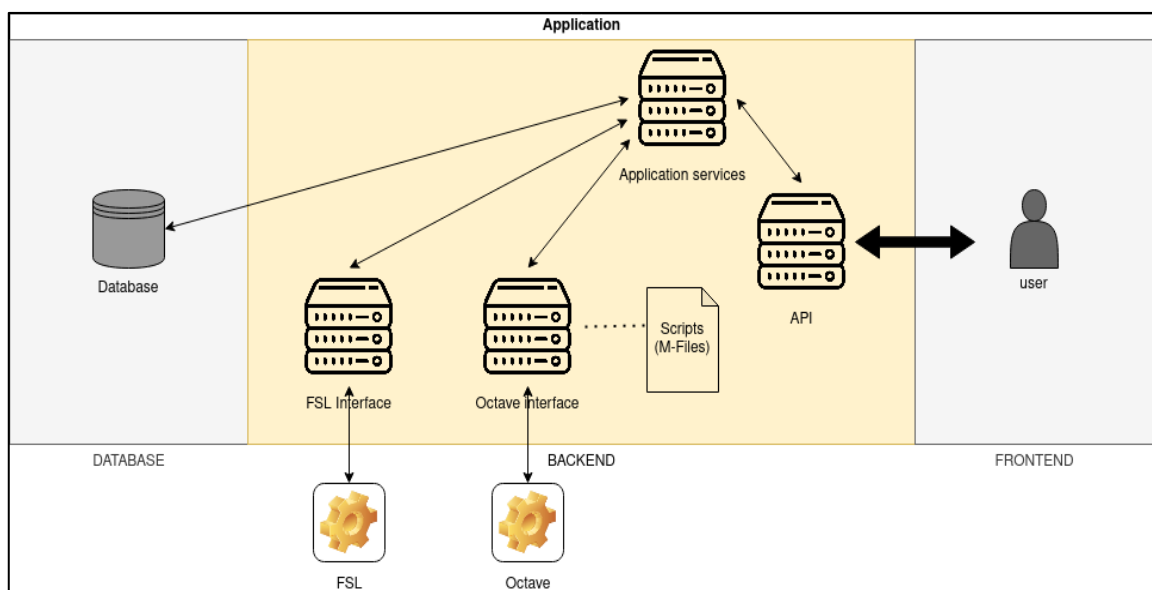 Application
Application services
Database
user
API
Scripts
(M-Files)
FSL Interface
Octave interface
DATABASE
BACKEND
FRONTEND
FSL
Octave